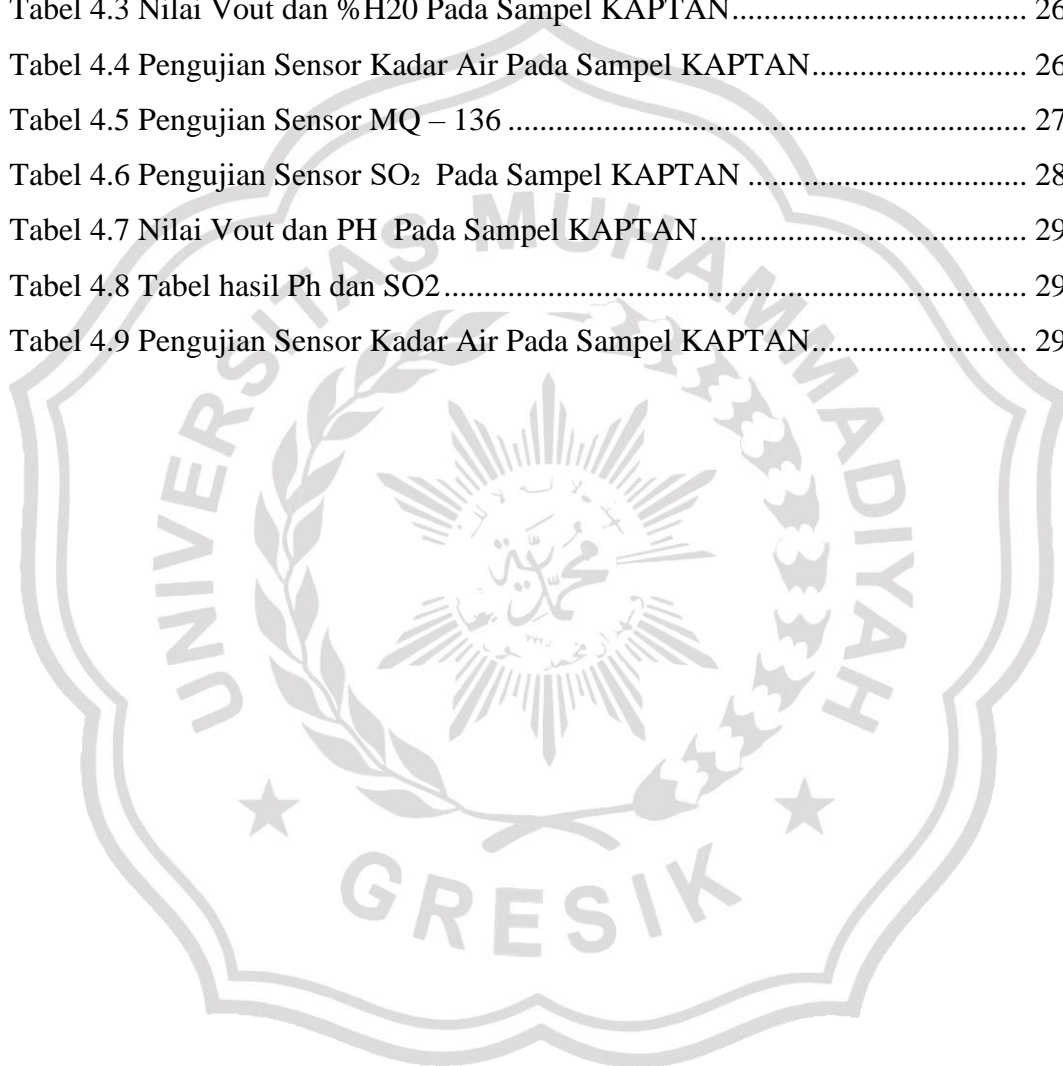 Tabel 4.3 Nilai Vout dan %H20 Pada Sampel KAPTAN.................................... 26
Tabel 4.4 Pengujian Sensor Kadar Air Pada Sampel KAPTAN........................... 26
Tabel 4.5 Pengujian Sensor MQ – 136 ................................................................. 27
Tabel 4.6 Pengujian Sensor SO₂  Pada Sampel KAPTAN ................................... 28
Tabel 4.7 Nilai Vout dan PH  Pada Sampel KAPTAN......................................... 29
Tabel 4.8 Tabel hasil Ph dan SO2......................................................................... 29
Tabel 4.9 Pengujian Sensor Kadar Air Pada Sampel KAPTAN........................... 29
UNIVERSITAS MUHAMMADIYAH
GRESIK